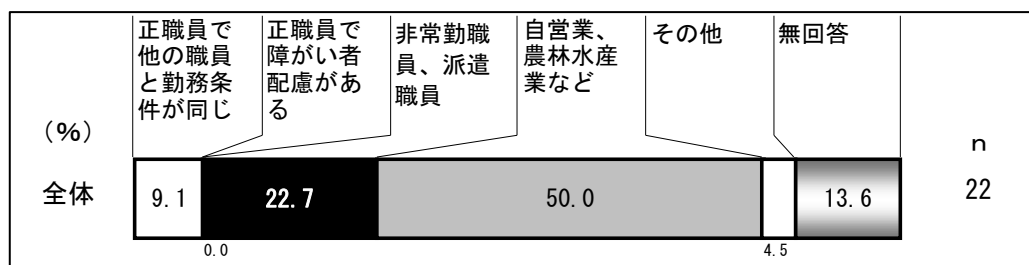 正職員で
他の職員
と勤務条
件が同じ
正職員で
障がい者
配慮があ
る
非常勤職
員、派遣
職員
自営業、
農林水産
業など
その他
無回答
(%)
n
全体
9.1
22.7
50.0
13.6
22
0.0
4.5